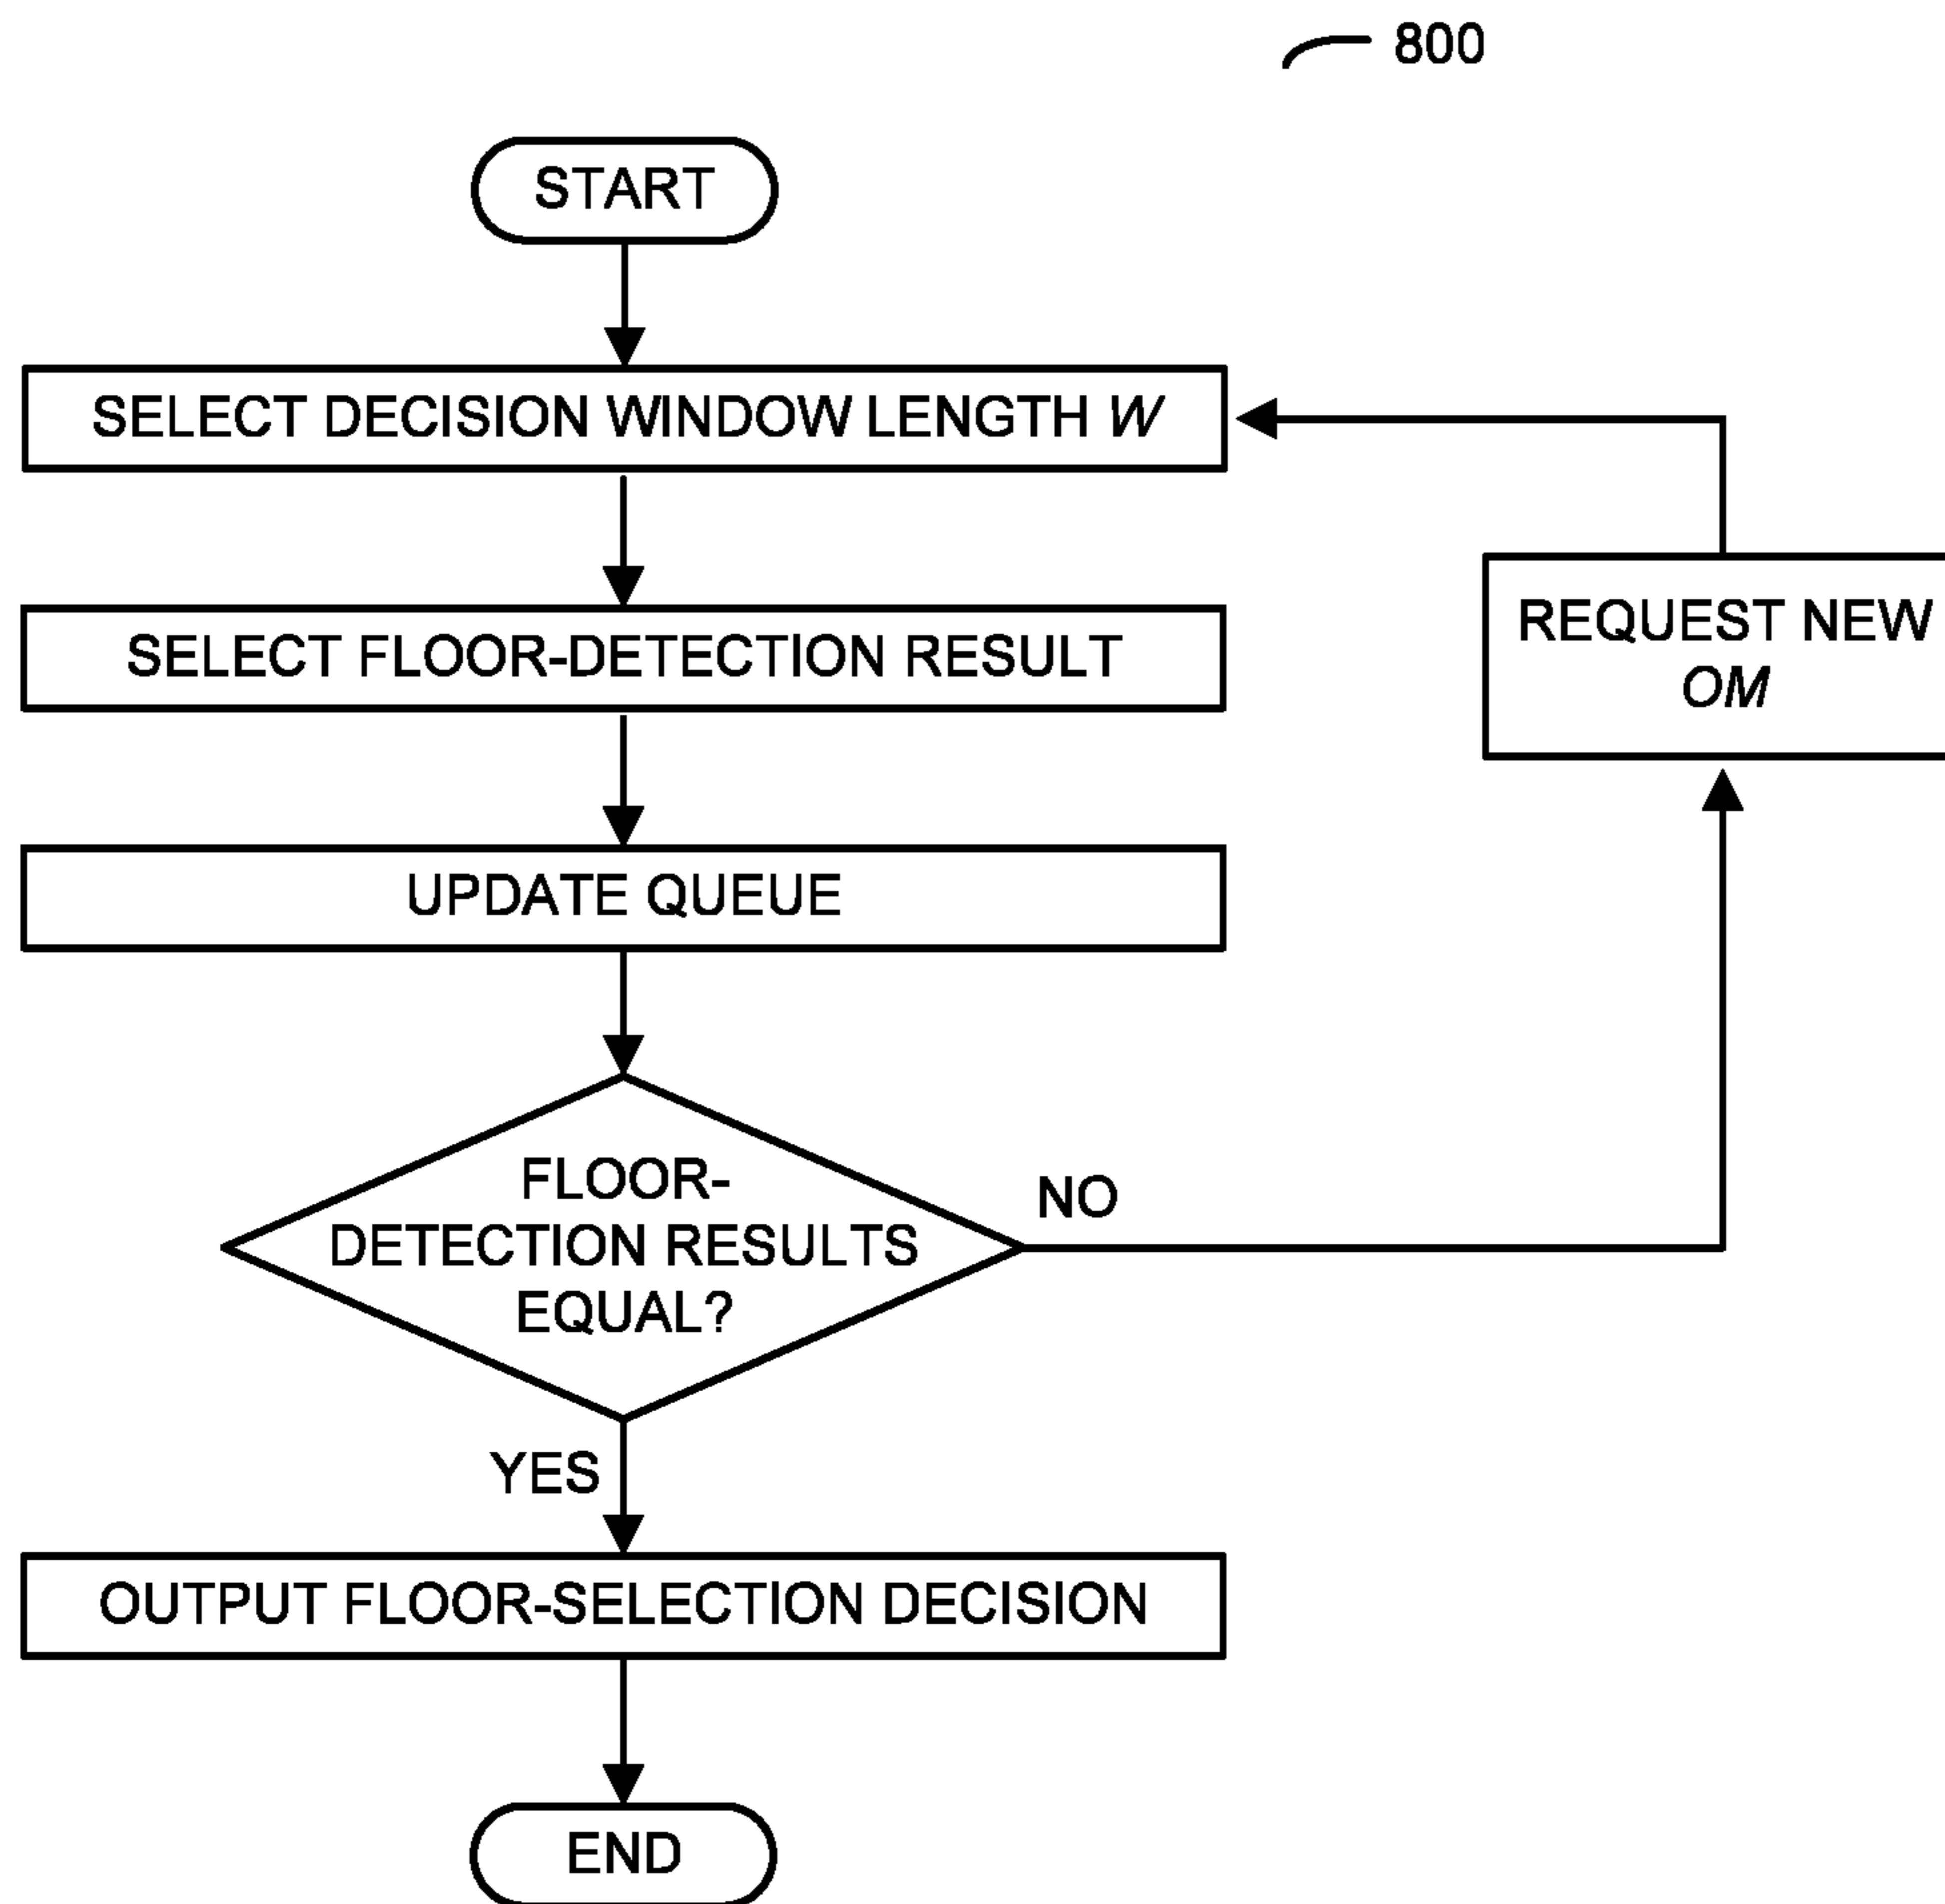 800
START
SELECT DECISION WINDOW LENGTH W
SELECT FLOOR-DETECTION RESULT
REQUEST NEW
OM
UPDATE QUEUE
FLOOR-
DETECTION RESULTS
EQUAL?
NO
YES
OUTPUT FLOOR-SELECTION DECISION
END